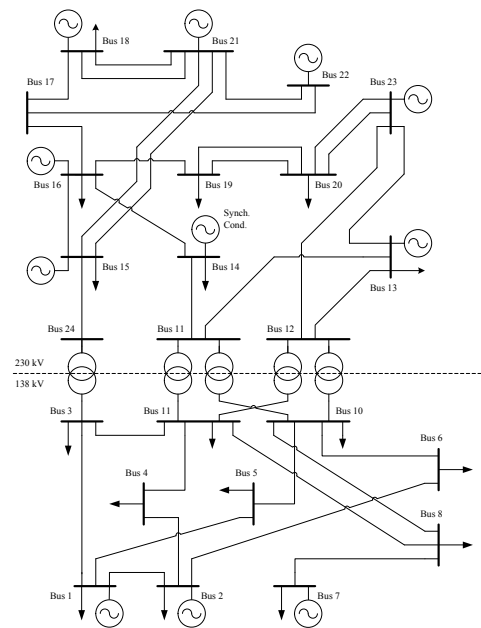 Bus 18
Bus 21
Bus 22
Bus 17
Bus 23
Bus 16
Bus 19
Bus 20
Synch.
Cond.
Bus 15
Bus 14
Bus 13
Bus 24
Bus 11
Bus 12
230 kV
138 kV
Bus 3
Bus 11
Bus 10
Bus 6
Bus 4
Bus 5
Bus 8
Bus 1
Bus 2
Bus 7